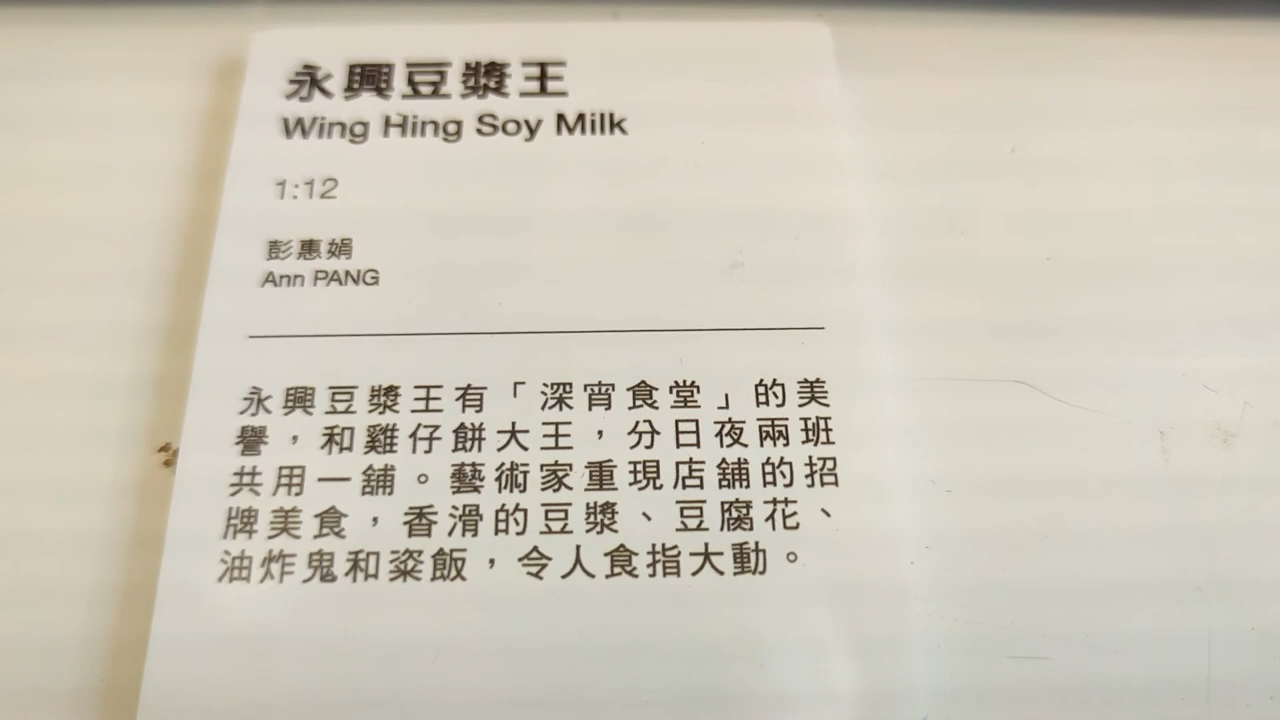 永興豆漿王
Wing Hing Soy Milk
1:12
彭惠娟
Ann PANG
永興豆漿王有「深宵食堂」的美
譽，和雞仔餅大王，分日夜兩班
共用一舖。藝術家重現店舖的招
牌美食，香滑的豆漿、豆腐花、
油炸鬼和粢飯，令人食指大動。